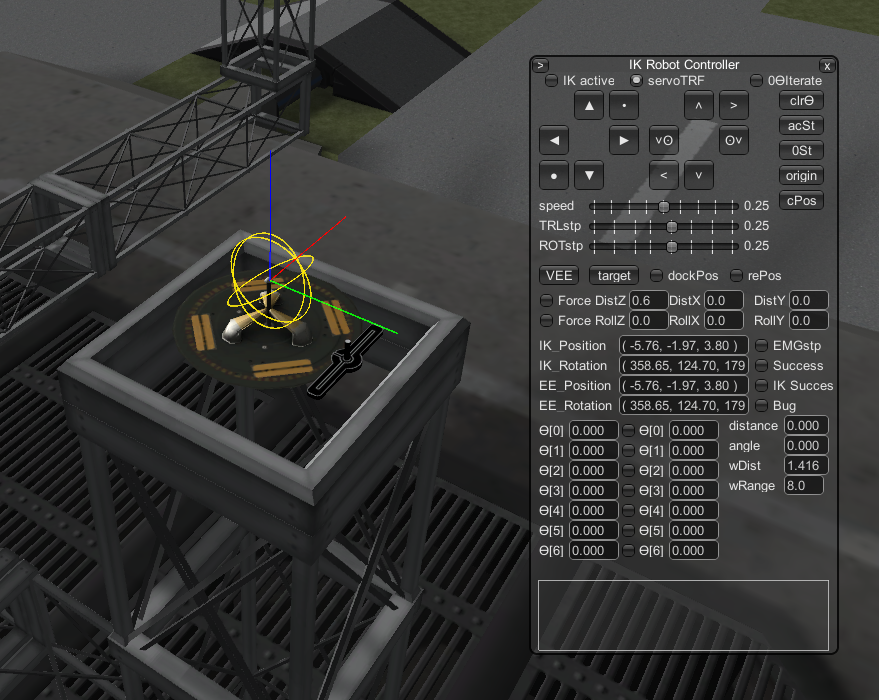 > IK Robot Controller x
IK active servoTRF 0ΘIterate
▲ • ˄ > clrΘ
acSt
◄ ► ˅ʘ ʘ˅
0St
● ▼ < ˅ origin
cPos
speed 0.25
TRLstp 0.25
ROTstp 0.25
VEE target dockPos rePos
Force DistZ 0.6 DistX 0.0 DistY 0.0
Force RollZ 0.0 RollX 0.0 RollY 0.0
IK_Position ( -5.76, -1.97, 3.80 ) EMGstp
IK_Rotation ( 358.65, 124.70, 179 Success
EE_Position ( -5.76, -1.97, 3.80 ) IK Succes
EE_Rotation ( 358.65, 124.70, 179 Bug
Θ[0] 0.000 Θ[0] 0.000 distance 0.000
Θ[1] 0.000 Θ[1] 0.000 angle 0.000
Θ[2] 0.000 Θ[2] 0.000 wDist 1.416
Θ[3] 0.000 Θ[3] 0.000 wRange 8.0
Θ[4] 0.000 Θ[4] 0.000
Θ[5] 0.000 Θ[5] 0.000
Θ[6] 0.000 Θ[6] 0.000